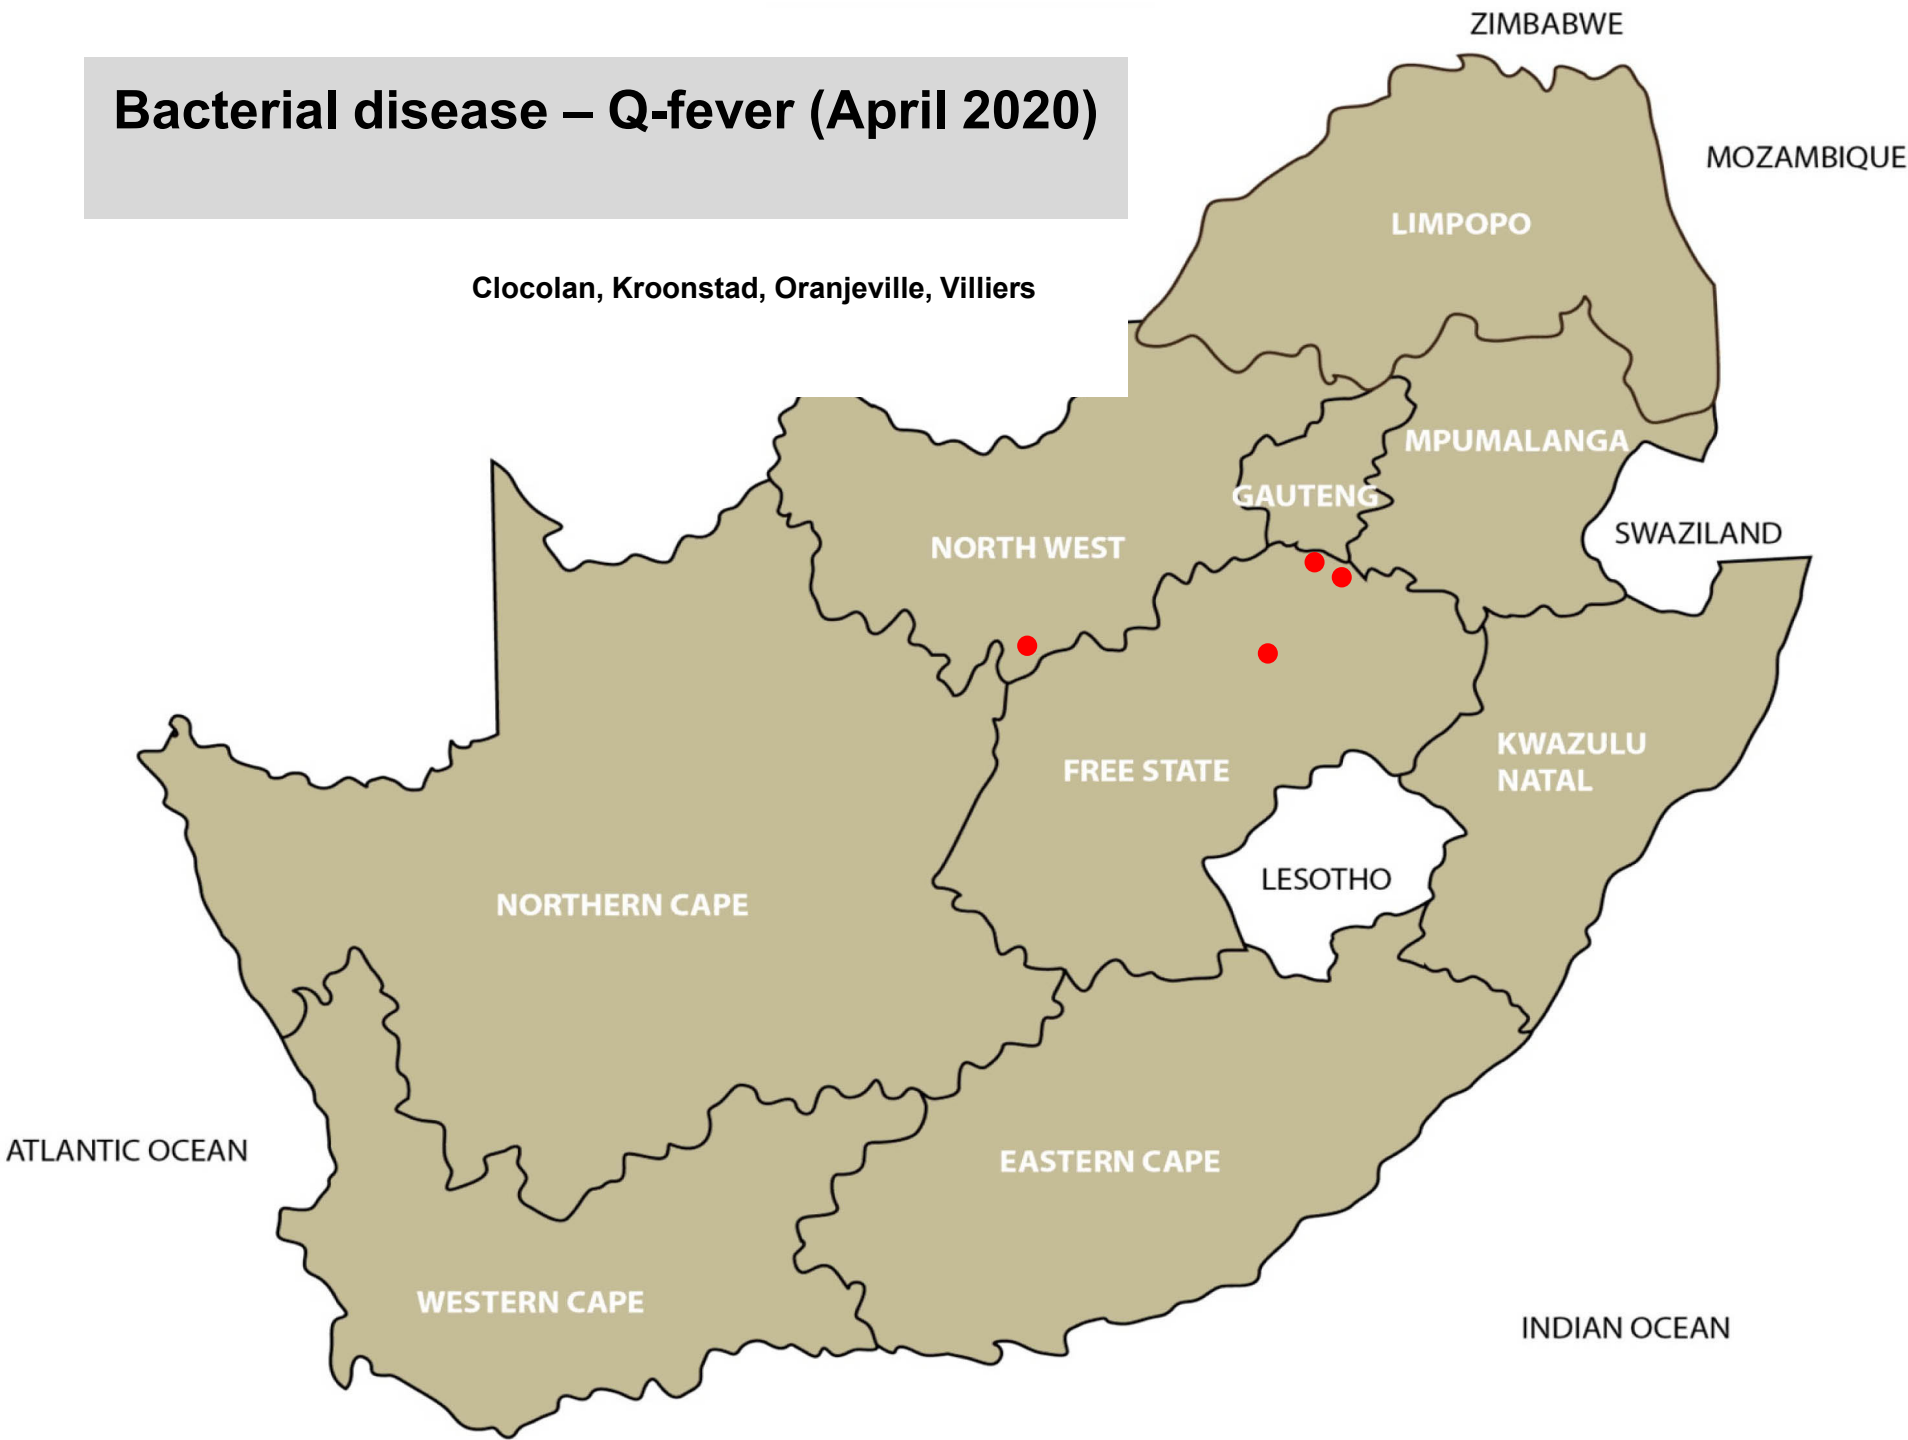 ZIMBABWE
Bacterial disease – Q-fever (April 2020)
MOZAMBIQUE
LIMPOPO
Clocolan, Kroonstad, Oranjeville, Villiers
MPUMALANGA
GAUTENG
SWAZILAND
NORTH WEST
KWAZULU
NATAL
FREE STATE
LESOTHO
NORTHERN CAPE
ATLANTIC OCEAN
EASTERN CAPE
WESTERN CAPE
INDIAN OCEAN